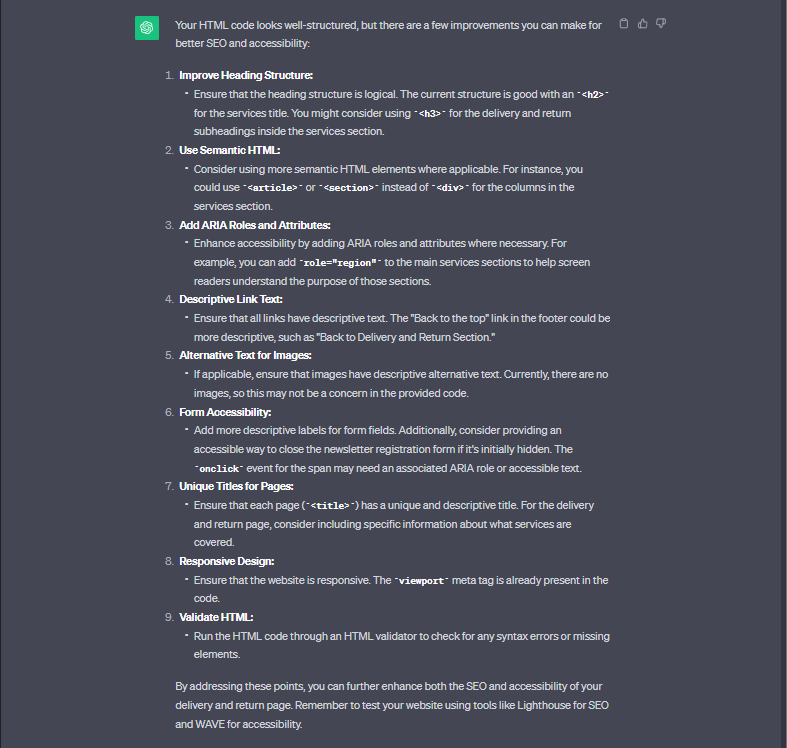 Your HTML code looks well-structured, but there are a few improvements you can make for
better SEO and accessibility:
1. Improve Heading Structure:
• Ensure that the heading structure is logical. The current structure is good with an `<h2>`
for the services title. You might consider using `<h3>` for the delivery and return
subheadings inside the services section.
2. Use Semantic HTML:
• Consider using more semantic HTML elements where applicable. For instance, you
could use `<article>` or `<section>` instead of `<div>` for the columns in the
services section.
3. Add ARIA Roles and Attributes:
• Enhance accessibility by adding ARIA roles and attributes where necessary. For
example, you can add `role="region"` to the main services sections to help screen
readers understand the purpose of those sections.
4. Descriptive Link Text:
• Ensure that all links have descriptive text. The "Back to the top" link in the footer could be
more descriptive, such as "Back to Delivery and Return Section."
5. Alternative Text for Images:
• If applicable, ensure that images have descriptive alternative text. Currently, there are no
images, so this may not be a concern in the provided code.
6. Form Accessibility:
• Add more descriptive labels for form fields. Additionally, consider providing an
accessible way to close the newsletter registration form if it's initially hidden. The
`onclick` event for the span may need an associated ARIA role or accessible text.
7. Unique Titles for Pages:
• Ensure that each page (`<title>`) has a unique and descriptive title. For the delivery
and return page, consider including specific information about what services are
covered.
8. Responsive Design:
• Ensure that the website is responsive. The `viewport` meta tag is already present in the
code.
9. Validate HTML:
• Run the HTML code through an HTML validator to check for any syntax errors or missing
elements.
By addressing these points, you can further enhance both the SEO and accessibility of your
delivery and return page. Remember to test your website using tools like Lighthouse for SEO
and WAVE for accessibility.